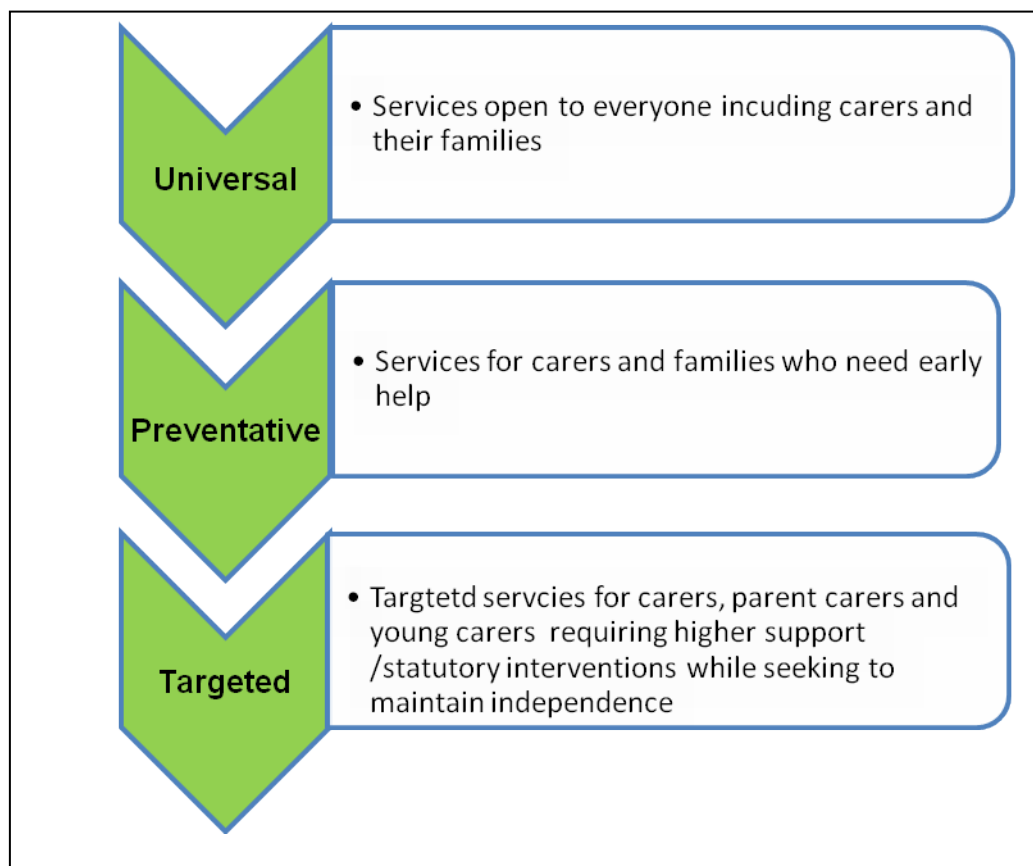 Universal
• Services open to everyone incuding carers and
their families
Preventative
• Services for carers and families who need early
help
Targeted
• Targtetd servcies for carers, parent carers and
young carers  requiring higher support
/statutory interventions while seeking to
maintain independence